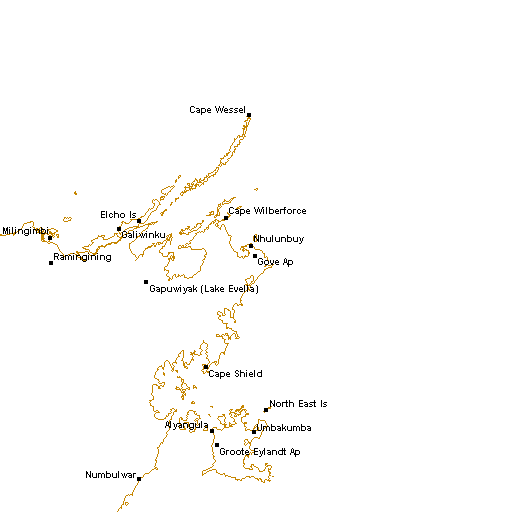 Cape Wessel
Elcho Is
Cape Wilberforce
Milingimbi
Galiwinku
Nhulunbuy
Ramingining
Gove Ap
Gapuwiyak (Lake Evella)
Cape Shield
North East Is
Alyangula
Umbakumba
Groote Eylandt Ap
Numbulwar